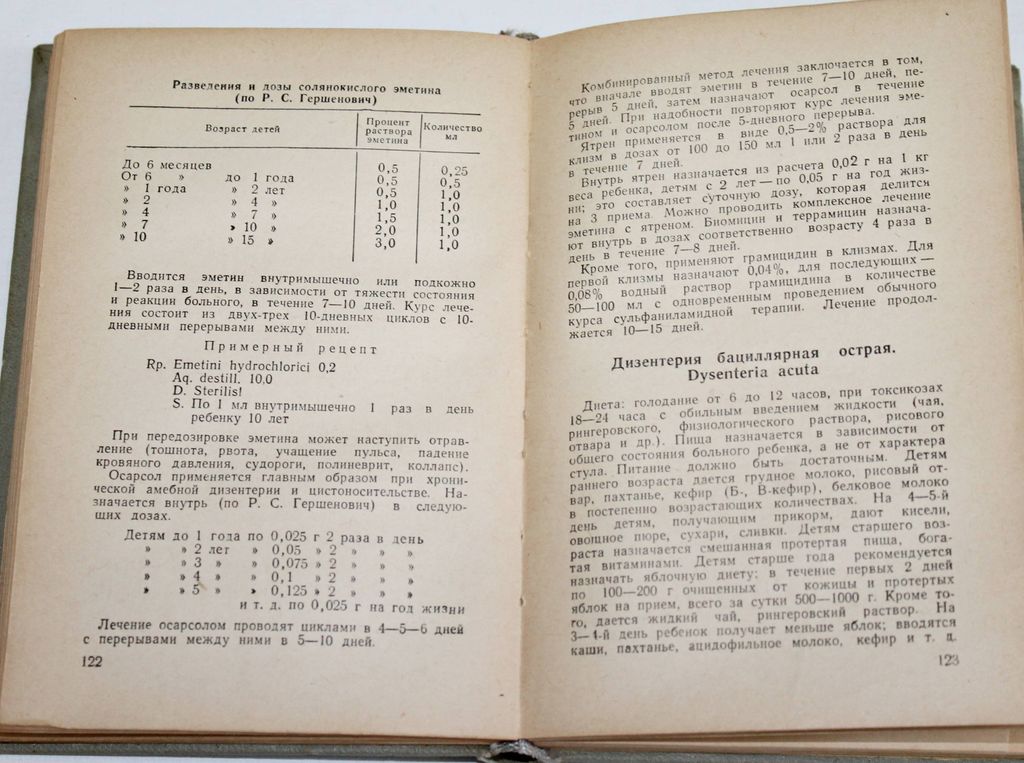 Разведения и дозы солянокислого эметина
(по Р. С. Гершенович)
Возраст детей
Процент
раствора
эметина
Количество
мл
До 6 месяцев 0,5 0,25
От 6 » до 1 года 0,5 0,5
» 1 года » 2 лет 0,5 1,0
» 2 » 4 » 1,0 1,0
» 4 » 7 » 1,5 1,0
» 7 » 10 » 2,0 1,0
» 10 » 15 » 3,0 1,0
Вводится эметин внутримышечно или подкожно
1—2 раза в день, в зависимости от тяжести состояния
и реакции больного, в течение 7—10 дней. Курс лече-
ния состоит из двух-трех 10-дневных циклов с 10-
дневными перерывами между ними.
Примерный рецепт
Rp. Emetini hydrochlorici 0,2
Aq. destill. 10,0
D. Sterilis!
S. По 1 мл внутримышечно 1 раз в день
ребенку 10 лет
При передозировке эметина может наступить отрав-
ление (тошнота, рвота, учащение пульса, падение
кровяного давления, судороги, полиневрит, коллапс).
Осарсол применяется главным образом при хрони-
ческой амебной дизентерии и цистоносительстве. На-
значается внутрь (по Р. С. Гершенович) в следую-
щих дозах.
Детям до 1 года по 0,025 г 2 раза в день
» » 2 лет » 0,05 » 2 » » »
» » 3 » » 0,075 » 2 » » »
» » 4 » » 0,1 » 2 » » »
» » 5 » » 0,125 » 2 » » »
и т. д. по 0,025 г на год жизни
Лечение осарсолом проводят циклами в 4—5—6 дней
с перерывами между ними в 5—10 дней.
122
Комбинированный метод лечения заключается в том,
что вначале вводят эметин в течение 7—10 дней, пе-
рерыв 5 дней, затем назначают осарсол в течение
5 дней. При надобности повторяют курс лечения эме-
тином и осарсолом после 5-дневного перерыва.
Ятрен применяется в виде 0,5—2% раствора для
клизм в дозах от 100 до 150 мл 1 или 2 раза в день
в течение 7 дней.
Внутрь ятрен назначается из расчета 0,02 г на 1 кг
веса ребенка, детям с 2 лет — по 0,05 г на год жиз-
ни; это составляет суточную дозу, которая делится
на 3 приема. Можно проводить комплексное лечение
эметина с ятреном. Биомицин и террамицин назнача-
ют внутрь в дозах соответственно возрасту 4 раза в
день в течение 7—8 дней.
Кроме того, применяют грамицидин в клизмах. Для
первой клизмы назначают 0,04%, для последующих —
0,08% водный раствор грамицидина в количестве
50—100 мл с одновременным проведением обычного
курса сульфаниламидной терапии. Лечение продол-
жается 10—15 дней.
Дизентерия бациллярная острая.
Dysenteria acuta
Диета: голодание от 6 до 12 часов, при токсикозах
18—24 часа с обильным введением жидкости (чая,
рингеровского, физиологического раствора, рисового
отвара и др.). Пища назначается в зависимости от
общего состояния больного ребенка, а не от характера
стула. Питание должно быть достаточным. Детям
раннего возраста дается грудное молоко, рисовый от-
вар, пахтанье, кефир (Б-, В-кефир), белковое молоко
в постепенно возрастающих количествах. На 4—5-й
день детям, получающим прикорм, дают кисели,
овощное пюре, сухари, сливки. Детям старшего воз-
раста назначается смешанная протертая пища, бога-
тая витаминами. Детям старше года рекомендуется
назначать яблочную диету: в течение первых 2 дней
по 100—200 г очищенных от кожицы и протертых
яблок на прием, всего за сутки 500—1000 г. Кроме то-
го, дается жидкий чай, рингеровский раствор. На
3—4-й день ребенок получает меньше яблок; вводятся
каши, пахтанье, ацидофильное молоко, кефир и т. д.
123